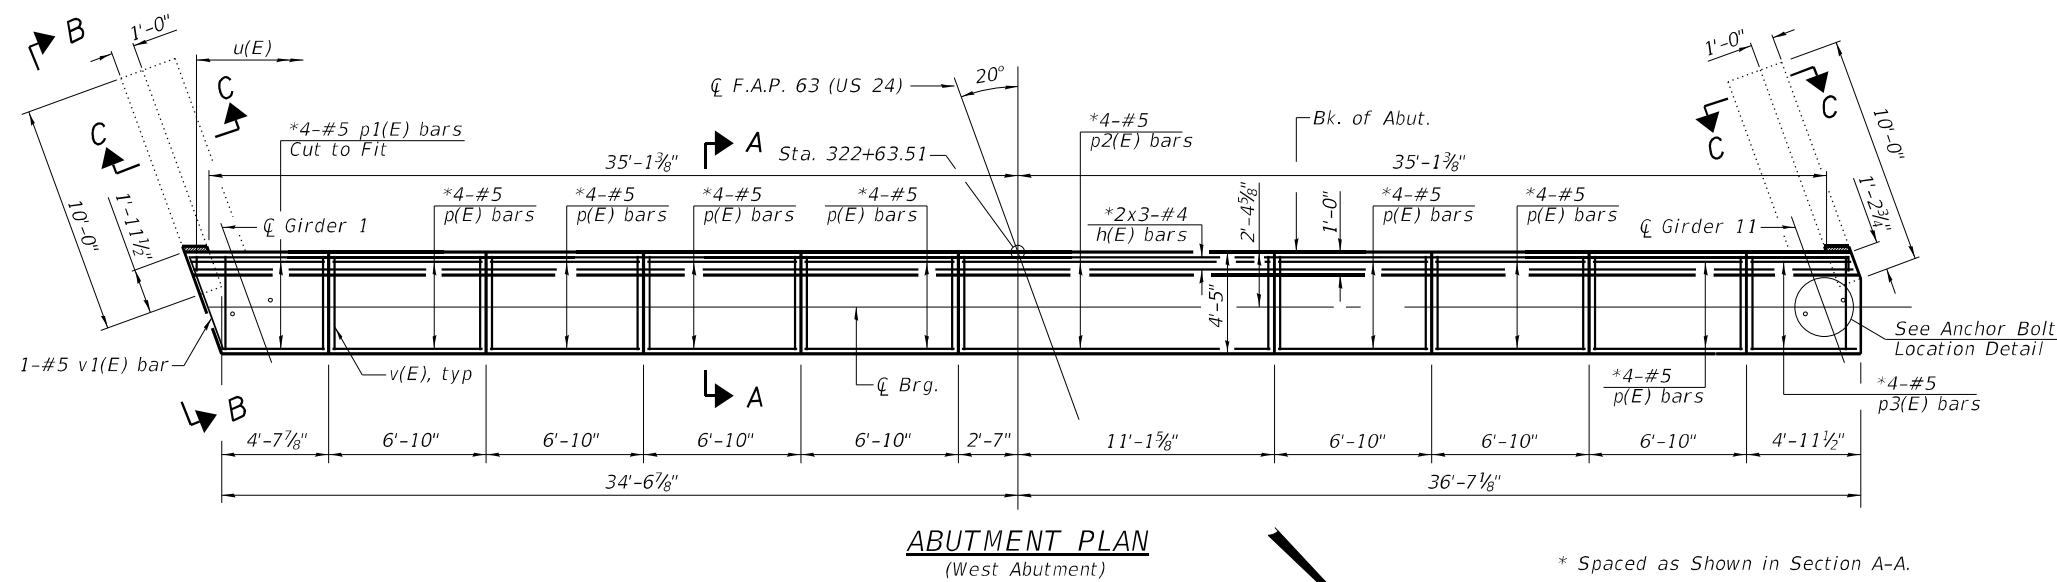 B
1'-0"
u(E)
C
C
10'-0"
1'-11½"
*4-#5 p1(E) bars
Cut to Fit
℄ Girder 1
35'-1⅜"
*4-#5
p(E) bars
*4-#5
p(E) bars
*4-#5
p(E) bars
*4-#5
p(E) bars
A
℄ F.A.P. 63 (US 24)
20°
Sta. 322+63.51
*4-#5
p2(E) bars
*2x3-#4
h(E) bars
2'-4⅝"
1'-0"
4'-5"
Bk. of Abut.
35'-1⅜"
*4-#5
p(E) bars
*4-#5
p(E) bars
℄ Girder 11
1'-0"
C
C
10'-0"
1'-2¾"
See Anchor Bolt
Location Detail
1-#5 v1(E) bar
v(E), typ
℄ Brg.
A
B
*4-#5
p(E) bars
*4-#5
p3(E) bars
4'-7⅞"
6'-10"
6'-10"
6'-10"
6'-10"
2'-7"
11'-1⅝"
6'-10"
6'-10"
6'-10"
4'-11½"
34'-6⅞"
36'-7⅛"
ABUTMENT PLAN
(West Abutment)
* Spaced as Shown in Section A-A.